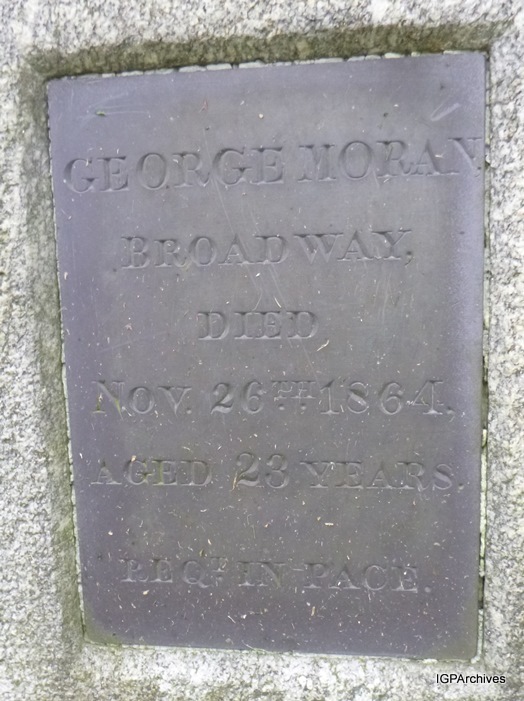 GEORGE MORAN
BROADWAY,
DIED
NOV. 26TH. 1864,
AGED 23 YEARS.
REQT. IN PACE.
IGPArchives